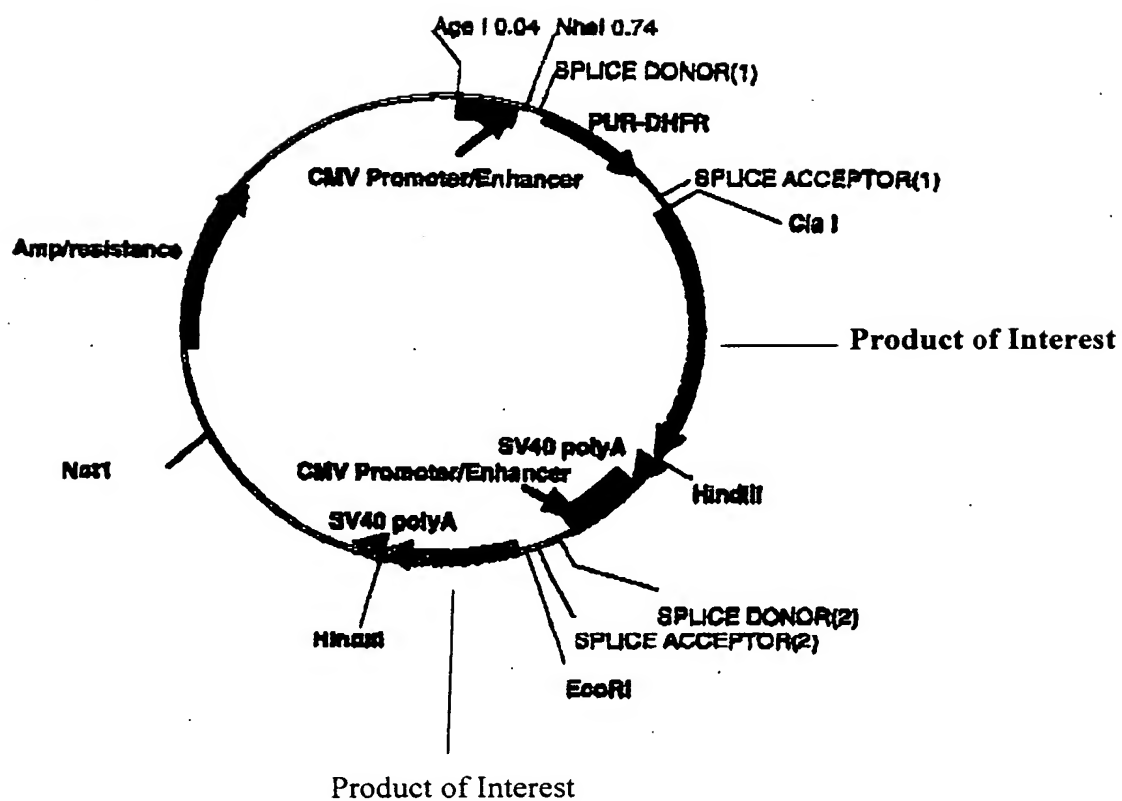 Age I 0.04 NheI 0.74
SPLICE DONOR(1)
PUR-DHFR
CMV Promoter/Enhancer
SPLICE ACCEPTOR(1)
Cla I
Amp/resistance
Product of Interest
SV40 polyA
CMV Promoter/Enhancer
NotI
HindIII
SV40 polyA
SPLICE DONOR(2)
SPLICE ACCEPTOR(2)
EcoRI
Product of Interest